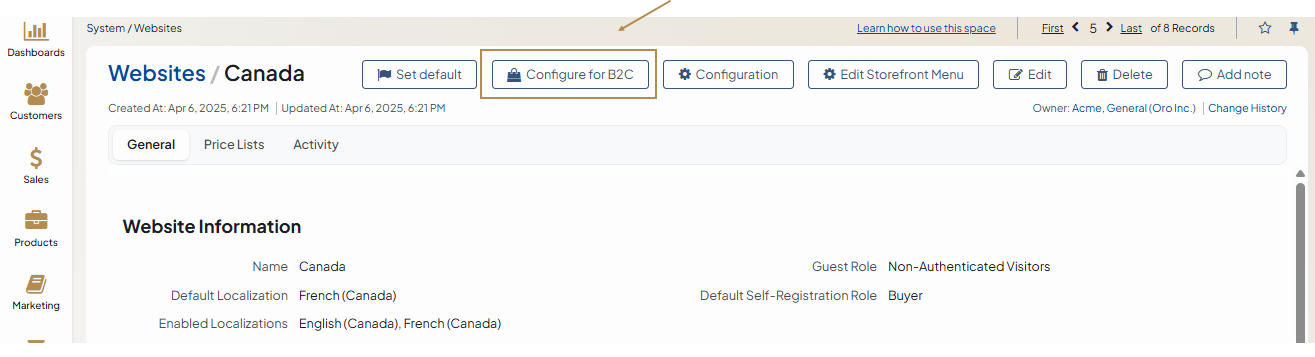 Dashboards
Customers
Sales
Products
Marketing
System / Websites
Learn how to use this space
First 5 Last of 8 Records
Websites / Canada
Set default
Configure for B2C
Configuration
Edit Storefront Menu
Edit
Delete
Add note
Created At: Apr 6, 2025, 6:21 PM | Updated At: Apr 6, 2025, 6:21 PM
Owner: Acme, General (Oro Inc.) | Change History
General
Price Lists
Activity
Website Information
Name Canada
Default Localization French (Canada)
Enabled Localizations English (Canada), French (Canada)
Guest Role Non-Authenticated Visitors
Default Self-Registration Role Buyer